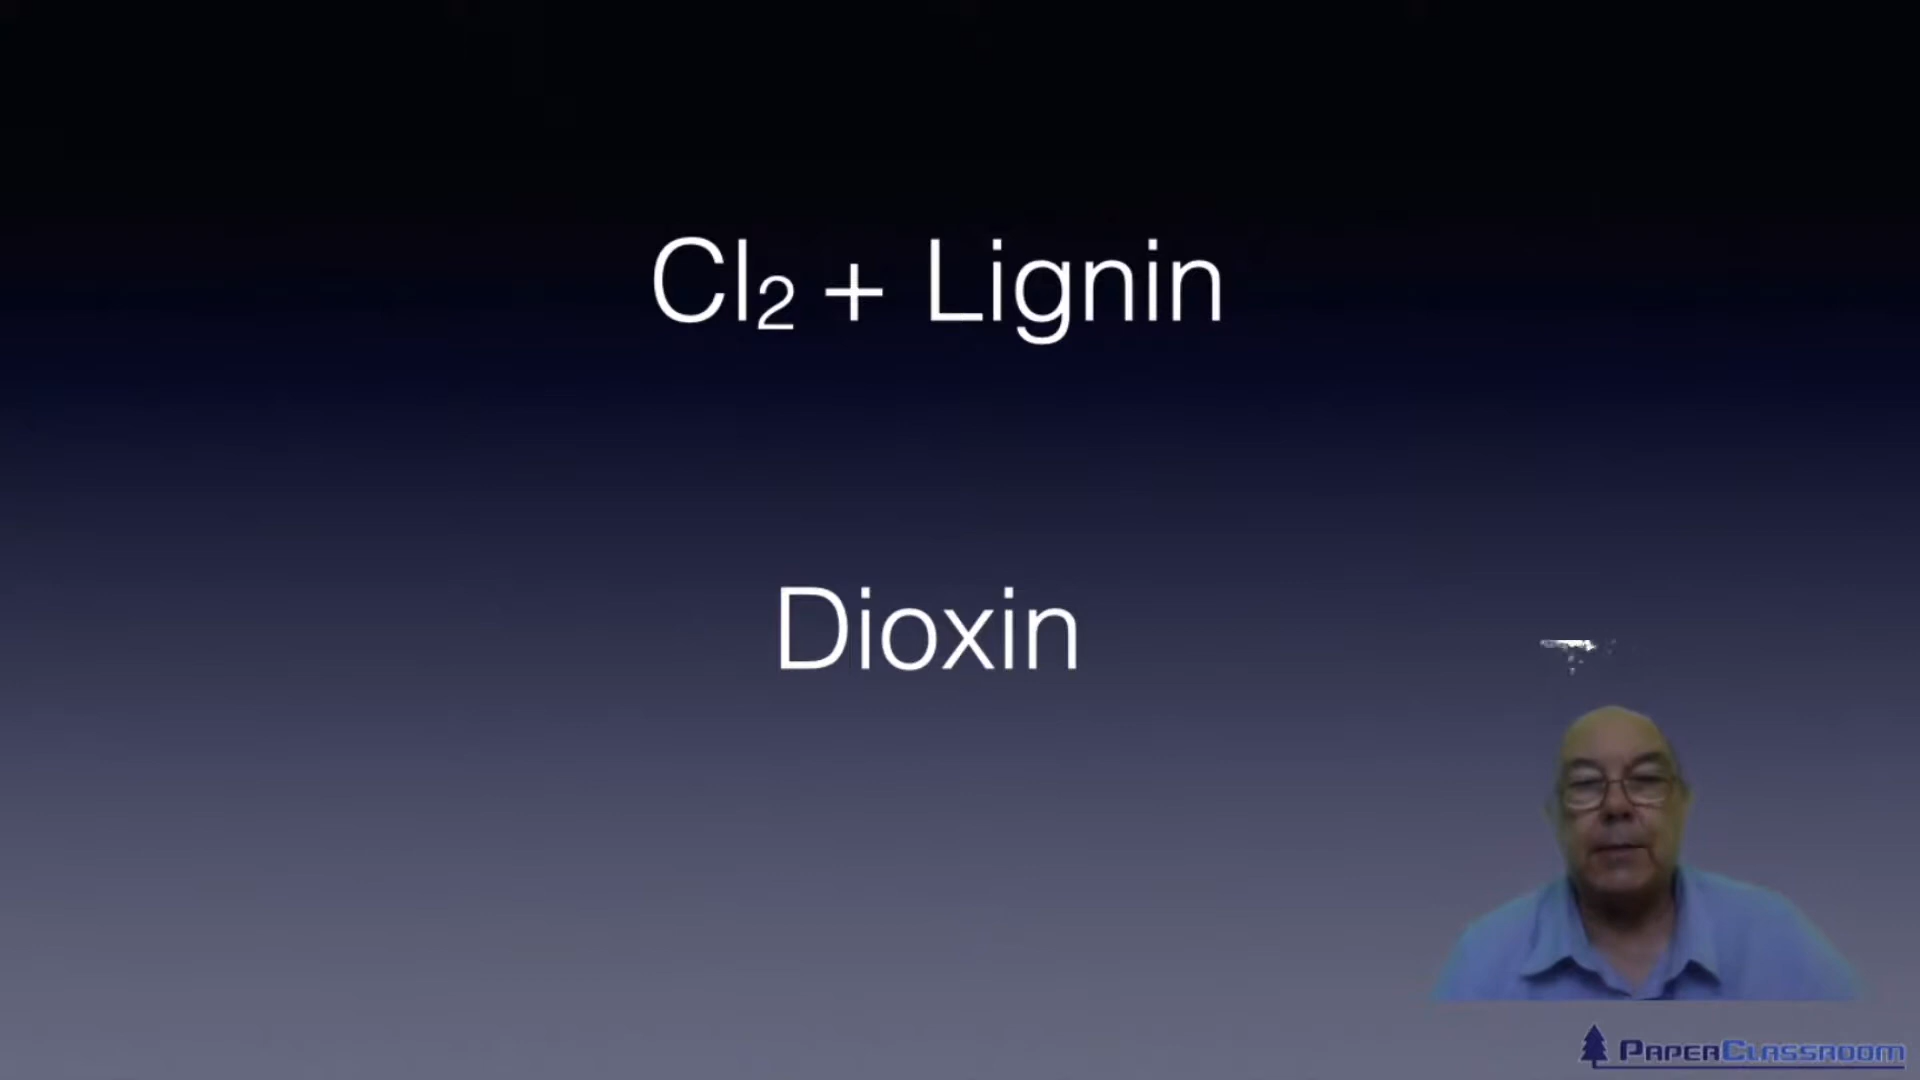 Cl₂ + Lignin
Dioxin
PaperClassroom